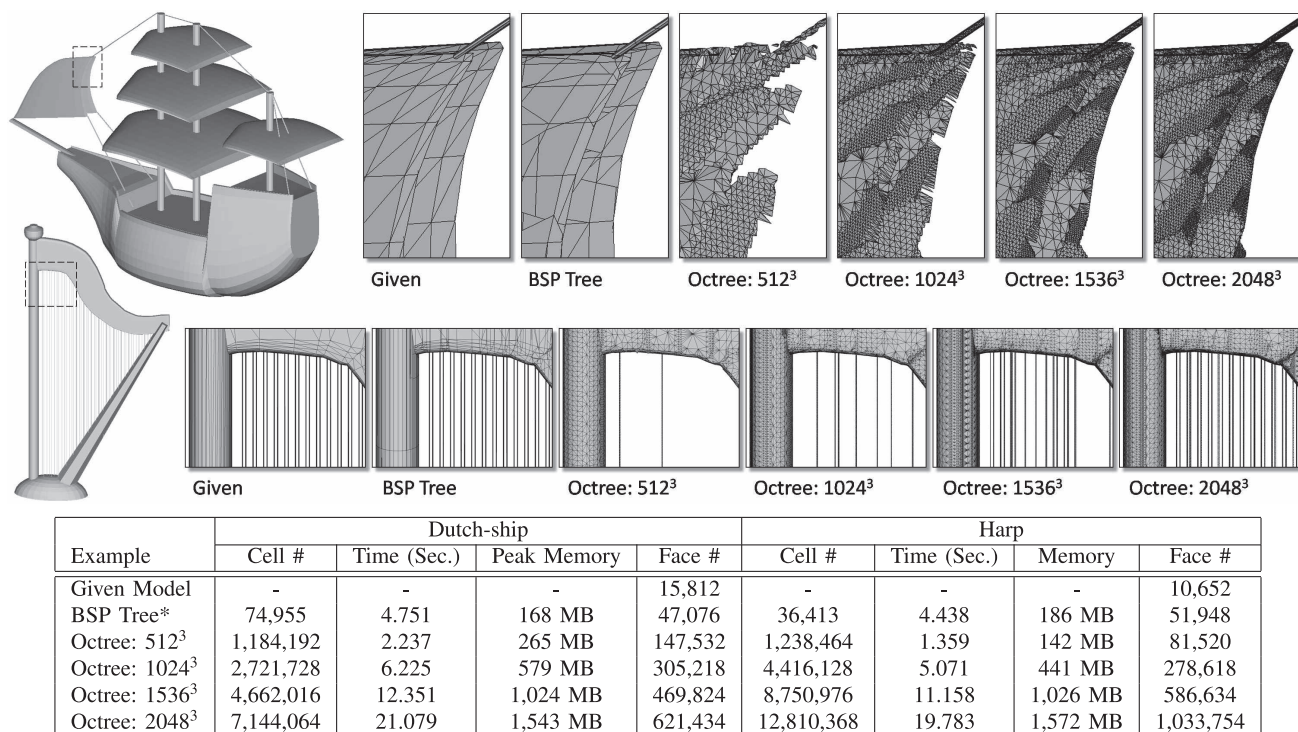 Given
BSP Tree
Octree: 512³
Octree: 1024³
Octree: 1536³
Octree: 2048³
Given
BSP Tree
Octree: 512³
Octree: 1024³
Octree: 1536³
Octree: 2048³
Dutch-ship Harp
Example Cell # Time (Sec.) Peak Memory Face # Cell # Time (Sec.) Memory Face #
Given Model - - - 15,812 - - - 10,652
BSP Tree* 74,955 4.751 168 MB 47,076 36,413 4.438 186 MB 51,948
Octree: 512³ 1,184,192 2.237 265 MB 147,532 1,238,464 1.359 142 MB 81,520
Octree: 1024³ 2,721,728 6.225 579 MB 305,218 4,416,128 5.071 441 MB 278,618
Octree: 1536³ 4,662,016 12.351 1,024 MB 469,824 8,750,976 11.158 1,026 MB 586,634
Octree: 2048³ 7,144,064 21.079 1,543 MB 621,434 12,810,368 19.783 1,572 MB 1,033,754